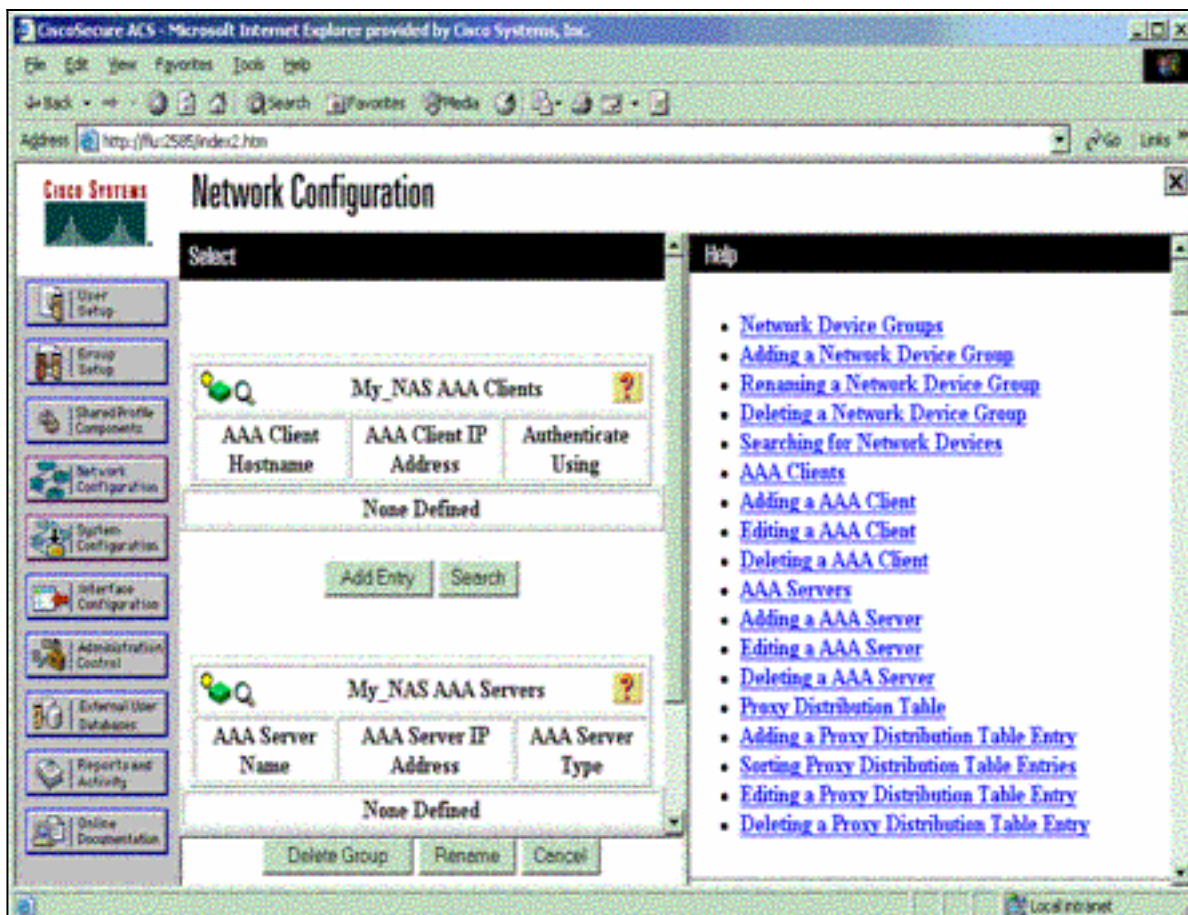 CiscoSecure ACS - Microsoft Internet Explorer provided by Cisco Systems, Inc.
File Edit View Favorites Tools Help
Back Search Favorites Media
Address http://flu:2585/index2.htm Go Links »
CISCO SYSTEMS
Network Configuration
Select
Help
User Setup
Group Setup
Shared Profile Components
Network Configuration
System Configuration
Interface Configuration
Administration Control
External User Databases
Reports and Activity
Online Documentation
My_NAS AAA Clients
AAA Client Hostname
AAA Client IP Address
Authenticate Using
None Defined
Add Entry Search
My_NAS AAA Servers
AAA Server Name
AAA Server IP Address
AAA Server Type
None Defined
Delete Group Rename Cancel
Network Device Groups
Adding a Network Device Group
Renaming a Network Device Group
Deleting a Network Device Group
Searching for Network Devices
AAA Clients
Adding a AAA Client
Editing a AAA Client
Deleting a AAA Client
AAA Servers
Adding a AAA Server
Editing a AAA Server
Deleting a AAA Server
Proxy Distribution Table
Adding a Proxy Distribution Table Entry
Sorting Proxy Distribution Table Entries
Editing a Proxy Distribution Table Entry
Deleting a Proxy Distribution Table Entry
Local intranet